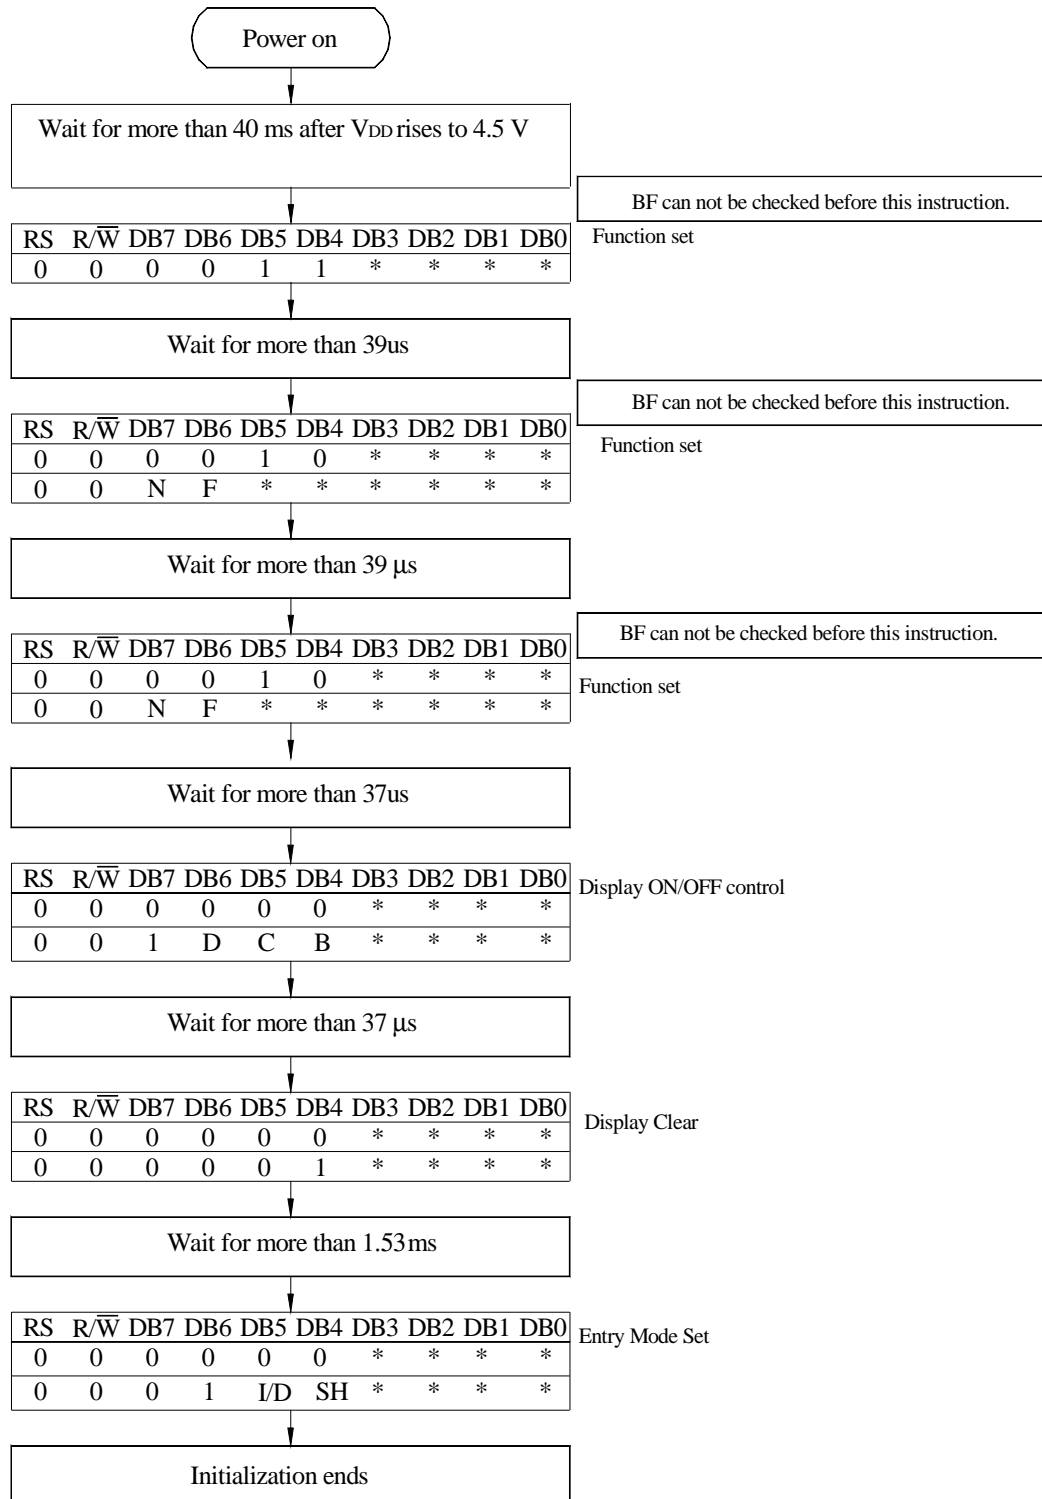 Power on
Wait for more than 40 ms after VDD rises to 4.5 V
BF can not be checked before this instruction.
RS R/W̅ DB7 DB6 DB5 DB4 DB3 DB2 DB1 DB0 Function set
0 0 0 0 1 1 * * * *
Wait for more than 39us
BF can not be checked before this instruction.
RS R/W̅ DB7 DB6 DB5 DB4 DB3 DB2 DB1 DB0 Function set
0 0 0 0 1 0 * * * *
0 0 N F * * * * * *
Wait for more than 39 µs
BF can not be checked before this instruction.
RS R/W̅ DB7 DB6 DB5 DB4 DB3 DB2 DB1 DB0
0 0 0 0 1 0 * * * * Function set
0 0 N F * * * * * *
Wait for more than 37us
RS R/W̅ DB7 DB6 DB5 DB4 DB3 DB2 DB1 DB0 Display ON/OFF control
0 0 0 0 0 0 * * * *
0 0 1 D C B * * * *
Wait for more than 37 µs
RS R/W̅ DB7 DB6 DB5 DB4 DB3 DB2 DB1 DB0 Display Clear
0 0 0 0 0 0 * * * *
0 0 0 0 0 1 * * * *
Wait for more than 1.53ms
RS R/W̅ DB7 DB6 DB5 DB4 DB3 DB2 DB1 DB0 Entry Mode Set
0 0 0 0 0 0 * * * *
0 0 0 1 I/D SH * * * *
Initialization ends